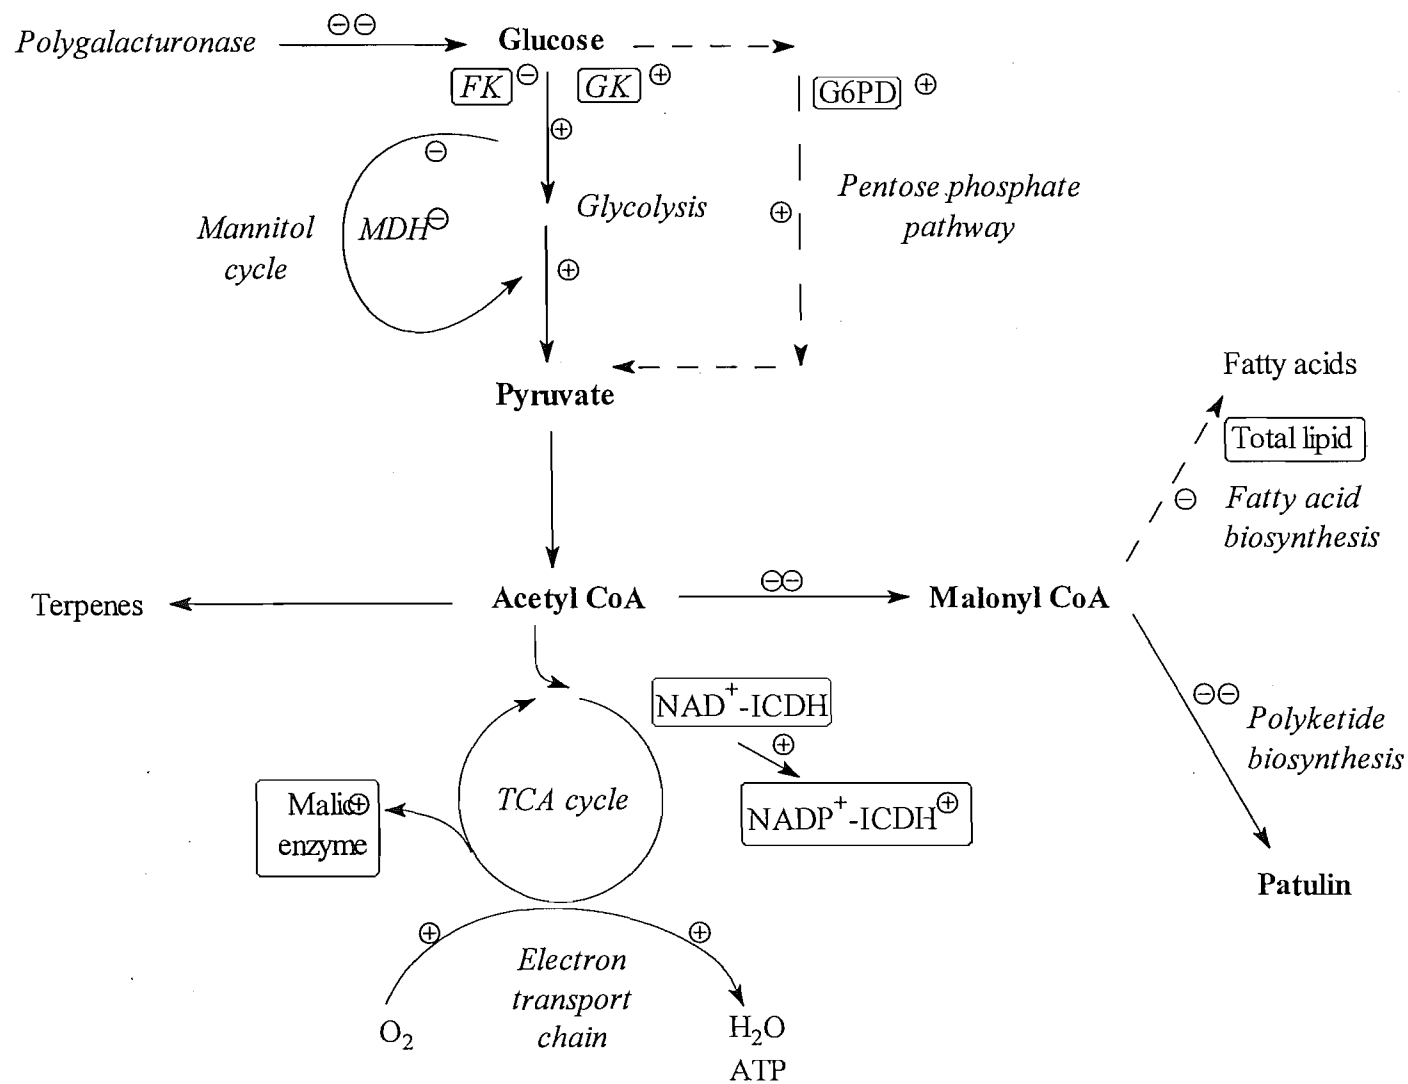 Polygalacturonase
⊖⊖
Glucose
FK ⊖
GK ⊕
G6PD ⊕
⊕
⊖
Mannitol
cycle
MDH⊖
Glycolysis
⊕
Pentose phosphate
pathway
⊕
Pyruvate
Fatty acids
Total lipid
⊖
Fatty acid
biosynthesis
Terpenes
Acetyl CoA
⊖⊖
Malonyl CoA
NAD⁺-ICDH
⊕
NADP⁺-ICDH⊕
⊖⊖
Polyketide
biosynthesis
Patulin
TCA cycle
Malic⊕
enzyme
⊕
⊕
Electron
transport
chain
O₂
H₂O
ATP